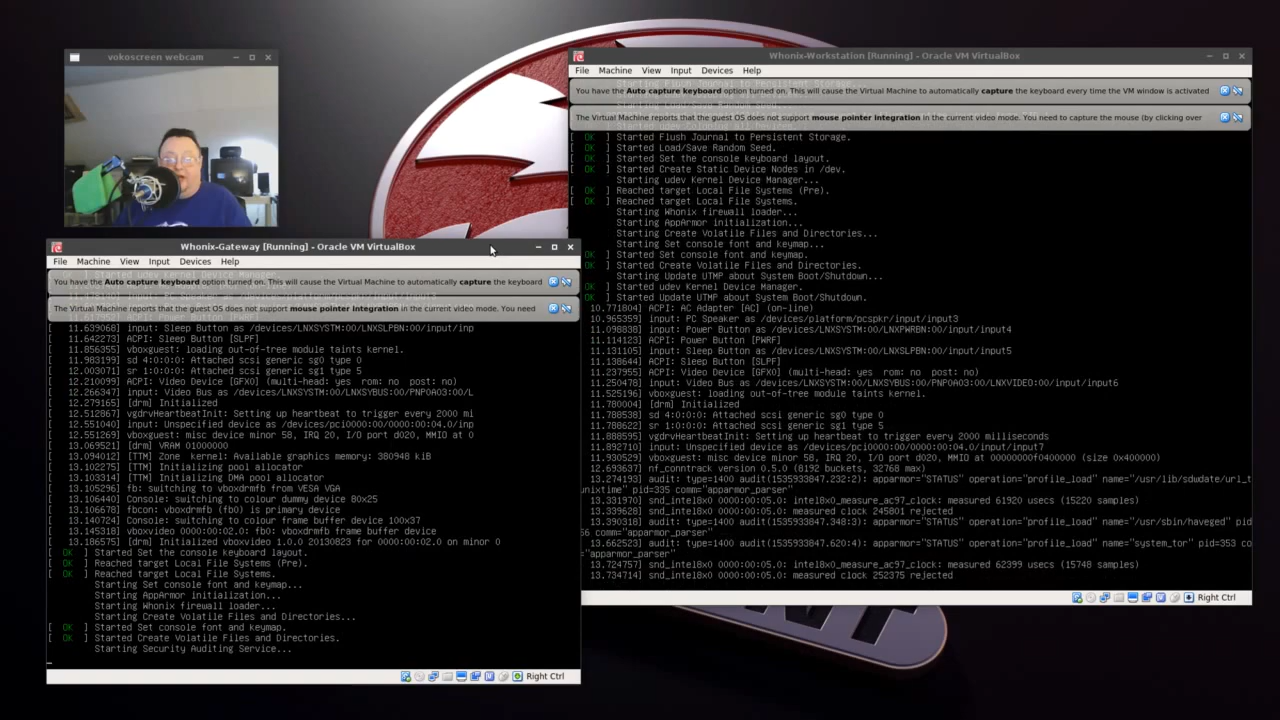 vokoscreen webcam
Whonix-Workstation [Running] - Oracle VM VirtualBox
File Machine View Input Devices Help
You have the Auto capture keyboard option turned on. This will cause the Virtual Machine to automatically capture the keyboard every time the VM window is activated
The Virtual Machine reports that the guest OS does not support mouse pointer integration in the current video mode. You need to capture the mouse (by clicking over
[ OK ] Started Flush Journal to Persistent Storage.
[ OK ] Started Load/Save Random Seed.
[ OK ] Started Set the console keyboard layout.
[ OK ] Started Create Static Device Nodes in /dev.
Starting udev Kernel Device Manager...
[ OK ] Reached target Local File Systems (Pre).
[ OK ] Reached target Local File Systems.
Starting Whonix firewall loader...
Starting AppArmor initialization...
Starting Create Volatile Files and Directories...
Starting Set console font and keymap...
[ OK ] Started Set console font and keymap.
[ OK ] Started Create Volatile Files and Directories.
Starting Update UTMP about System Boot/Shutdown...
[ OK ] Started udev Kernel Device Manager.
[ OK ] Started Update UTMP about System Boot/Shutdown.
10.771804] ACPI: AC Adapter [AC] (on-line)
10.965359] input: PC Speaker as /devices/platform/pcspkr/input/input3
11.098838] input: Power Button as /devices/LNXSYSTM:00/LNXPWRBN:00/input/input4
11.114123] ACPI: Power Button [PWRF]
11.131105] input: Sleep Button as /devices/LNXSYSTM:00/LNXSLPBN:00/input/input5
11.138644] ACPI: Sleep Button [SLPF]
11.237955] ACPI: Video Device [GFX0] (multi-head: yes rom: no post: no)
11.250478] input: Video Bus as /devices/LNXSYSTM:00/LNXSYBUS:00/PNP0A03:00/LNXVIDEO:00/input/input6
11.525196] vboxguest: loading out-of-tree module taints kernel.
11.780004] [drm] Initialized
11.788538] sd 4:0:0:0: Attached scsi generic sg0 type 0
11.788622] sr 1:0:0:0: Attached scsi generic sg1 type 5
11.888595] vgdrvHeartbeatInit: Setting up heartbeat to trigger every 2000 milliseconds
11.892710] input: Unspecified device as /devices/pci0000:00/0000:00:04.0/input/input7
11.930529] vboxguest: misc device minor 58, IRQ 20, I/O port d020, MMIO at 00000000f0400000 (size 0x400000)
12.693637] nf_conntrack version 0.5.0 (8192 buckets, 32768 max)
13.274193] audit: type=1400 audit(1535933847.232:2): apparmor="STATUS" operation="profile_load" name="/usr/lib/sdwdate/url_t
unixtime" pid=335 comm="apparmor_parser"
13.331970] snd_intel8x0 0000:00:05.0: intel8x0_measure_ac97_clock: measured 61920 usecs (15220 samples)
13.339628] snd_intel8x0 0000:00:05.0: measured clock 245801 rejected
13.390318] audit: type=1400 audit(1535933847.348:3): apparmor="STATUS" operation="profile_load" name="/usr/sbin/haveged" pid
56 comm="apparmor_parser"
13.662523] audit: type=1400 audit(1535933847.620:4): apparmor="STATUS" operation="profile_load" name="system_tor" pid=353 co
="apparmor_parser"
13.724757] snd_intel8x0 0000:00:05.0: intel8x0_measure_ac97_clock: measured 62399 usecs (15748 samples)
13.734714] snd_intel8x0 0000:00:05.0: measured clock 252375 rejected
Right Ctrl
Whonix-Gateway [Running] - Oracle VM VirtualBox
File Machine View Input Devices Help
You have the Auto capture keyboard option turned on. This will cause the Virtual Machine to automatically capture the keyboard
The Virtual Machine reports that the guest OS does not support mouse pointer integration in the current video mode. You need
[ 11.639068] input: Sleep Button as /devices/LNXSYSTM:00/LNXSLPBN:00/input/inp
[ 11.642273] ACPI: Sleep Button [SLPF]
[ 11.856355] vboxguest: loading out-of-tree module taints kernel.
[ 11.983199] sd 4:0:0:0: Attached scsi generic sg0 type 0
[ 12.003071] sr 1:0:0:0: Attached scsi generic sg1 type 5
[ 12.210099] ACPI: Video Device [GFX0] (multi-head: yes rom: no post: no)
[ 12.266347] input: Video Bus as /devices/LNXSYSTM:00/LNXSYBUS:00/PNP0A03:00/L
[ 12.279165] [drm] Initialized
[ 12.512867] vgdrvHeartbeatInit: Setting up heartbeat to trigger every 2000 mi
[ 12.551040] input: Unspecified device as /devices/pci0000:00/0000:00:04.0/inp
[ 12.551269] vboxguest: misc device minor 58, IRQ 20, I/O port d020, MMIO at 0
[ 13.069521] [drm] VRAM 01000000
[ 13.094012] [TTM] Zone kernel: Available graphics memory: 380948 kiB
[ 13.102275] [TTM] Initializing pool allocator
[ 13.103314] [TTM] Initializing DMA pool allocator
[ 13.105296] fb: switching to vboxdrmfb from VESA VGA
[ 13.106440] Console: switching to colour dummy device 80x25
[ 13.106678] fbcon: vboxdrmfb (fb0) is primary device
[ 13.140724] Console: switching to colour frame buffer device 100x37
[ 13.145318] vboxvideo 0000:00:02.0: fb0: vboxdrmfb frame buffer device
[ 13.186575] [drm] Initialized vboxvideo 1.0.0 20130823 for 0000:00:02.0 on minor 0
[ OK ] Started Set the console keyboard layout.
[ OK ] Reached target Local File Systems (Pre).
[ OK ] Reached target Local File Systems.
Starting Set console font and keymap...
Starting AppArmor initialization...
Starting Whonix firewall loader...
Starting Create Volatile Files and Directories...
[ OK ] Started Set console font and keymap.
[ OK ] Started Create Volatile Files and Directories.
Starting Security Auditing Service...
Right Ctrl